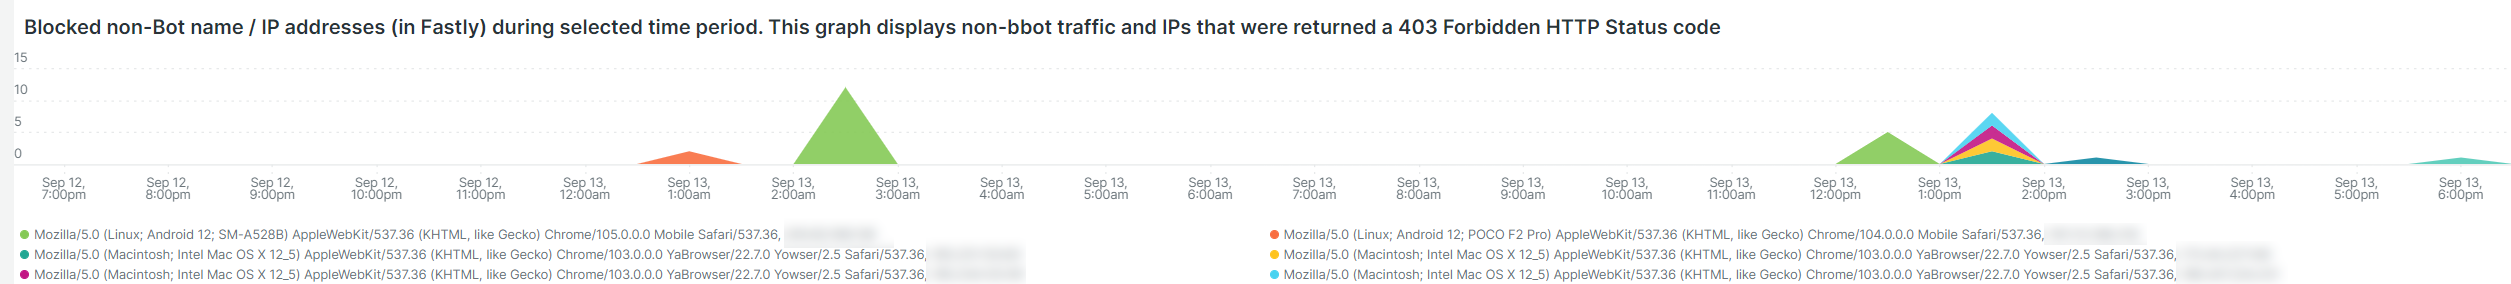 Blocked non-Bot name / IP addresses (in Fastly) during selected time period. This graph displays non-bbot traffic and IPs that were returned a 403 Forbidden HTTP Status code
15
10
5
0
Sep 12, 7:00pm
Sep 12, 8:00pm
Sep 12, 9:00pm
Sep 12, 10:00pm
Sep 12, 11:00pm
Sep 13, 12:00am
Sep 13, 1:00am
Sep 13, 2:00am
Sep 13, 3:00am
Sep 13, 4:00am
Sep 13, 5:00am
Sep 13, 6:00am
Sep 13, 7:00am
Sep 13, 8:00am
Sep 13, 9:00am
Sep 13, 10:00am
Sep 13, 11:00am
Sep 13, 12:00pm
Sep 13, 1:00pm
Sep 13, 2:00pm
Sep 13, 3:00pm
Sep 13, 4:00pm
Sep 13, 5:00pm
Sep 13, 6:00pm
Mozilla/5.0 (Linux; Android 12; SM-A528B) AppleWebKit/537.36 (KHTML, like Gecko) Chrome/105.0.0.0 Mobile Safari/537.36,
Mozilla/5.0 (Linux; Android 12; POCO F2 Pro) AppleWebKit/537.36 (KHTML, like Gecko) Chrome/104.0.0.0 Mobile Safari/537.36,
Mozilla/5.0 (Macintosh; Intel Mac OS X 12_5) AppleWebKit/537.36 (KHTML, like Gecko) Chrome/103.0.0.0 YaBrowser/22.7.0 Yowser/2.5 Safari/537.36,
Mozilla/5.0 (Macintosh; Intel Mac OS X 12_5) AppleWebKit/537.36 (KHTML, like Gecko) Chrome/103.0.0.0 YaBrowser/22.7.0 Yowser/2.5 Safari/537.36,
Mozilla/5.0 (Macintosh; Intel Mac OS X 12_5) AppleWebKit/537.36 (KHTML, like Gecko) Chrome/103.0.0.0 YaBrowser/22.7.0 Yowser/2.5 Safari/537.36,
Mozilla/5.0 (Macintosh; Intel Mac OS X 12_5) AppleWebKit/537.36 (KHTML, like Gecko) Chrome/103.0.0.0 YaBrowser/22.7.0 Yowser/2.5 Safari/537.36,